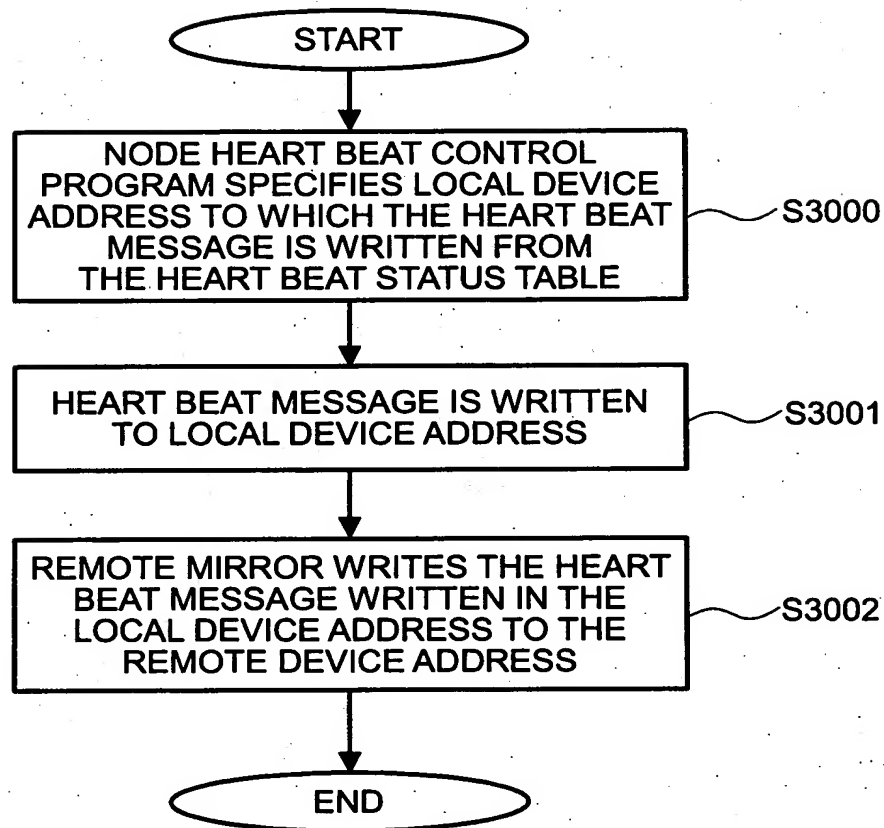 START
NODE HEART BEAT CONTROL
PROGRAM SPECIFIES LOCAL DEVICE
ADDRESS TO WHICH THE HEART BEAT
MESSAGE IS WRITTEN FROM
THE HEART BEAT STATUS TABLE
S3000
HEART BEAT MESSAGE IS WRITTEN
TO LOCAL DEVICE ADDRESS
S3001
REMOTE MIRROR WRITES THE HEART
BEAT MESSAGE WRITTEN IN THE
LOCAL DEVICE ADDRESS TO THE
REMOTE DEVICE ADDRESS
S3002
END